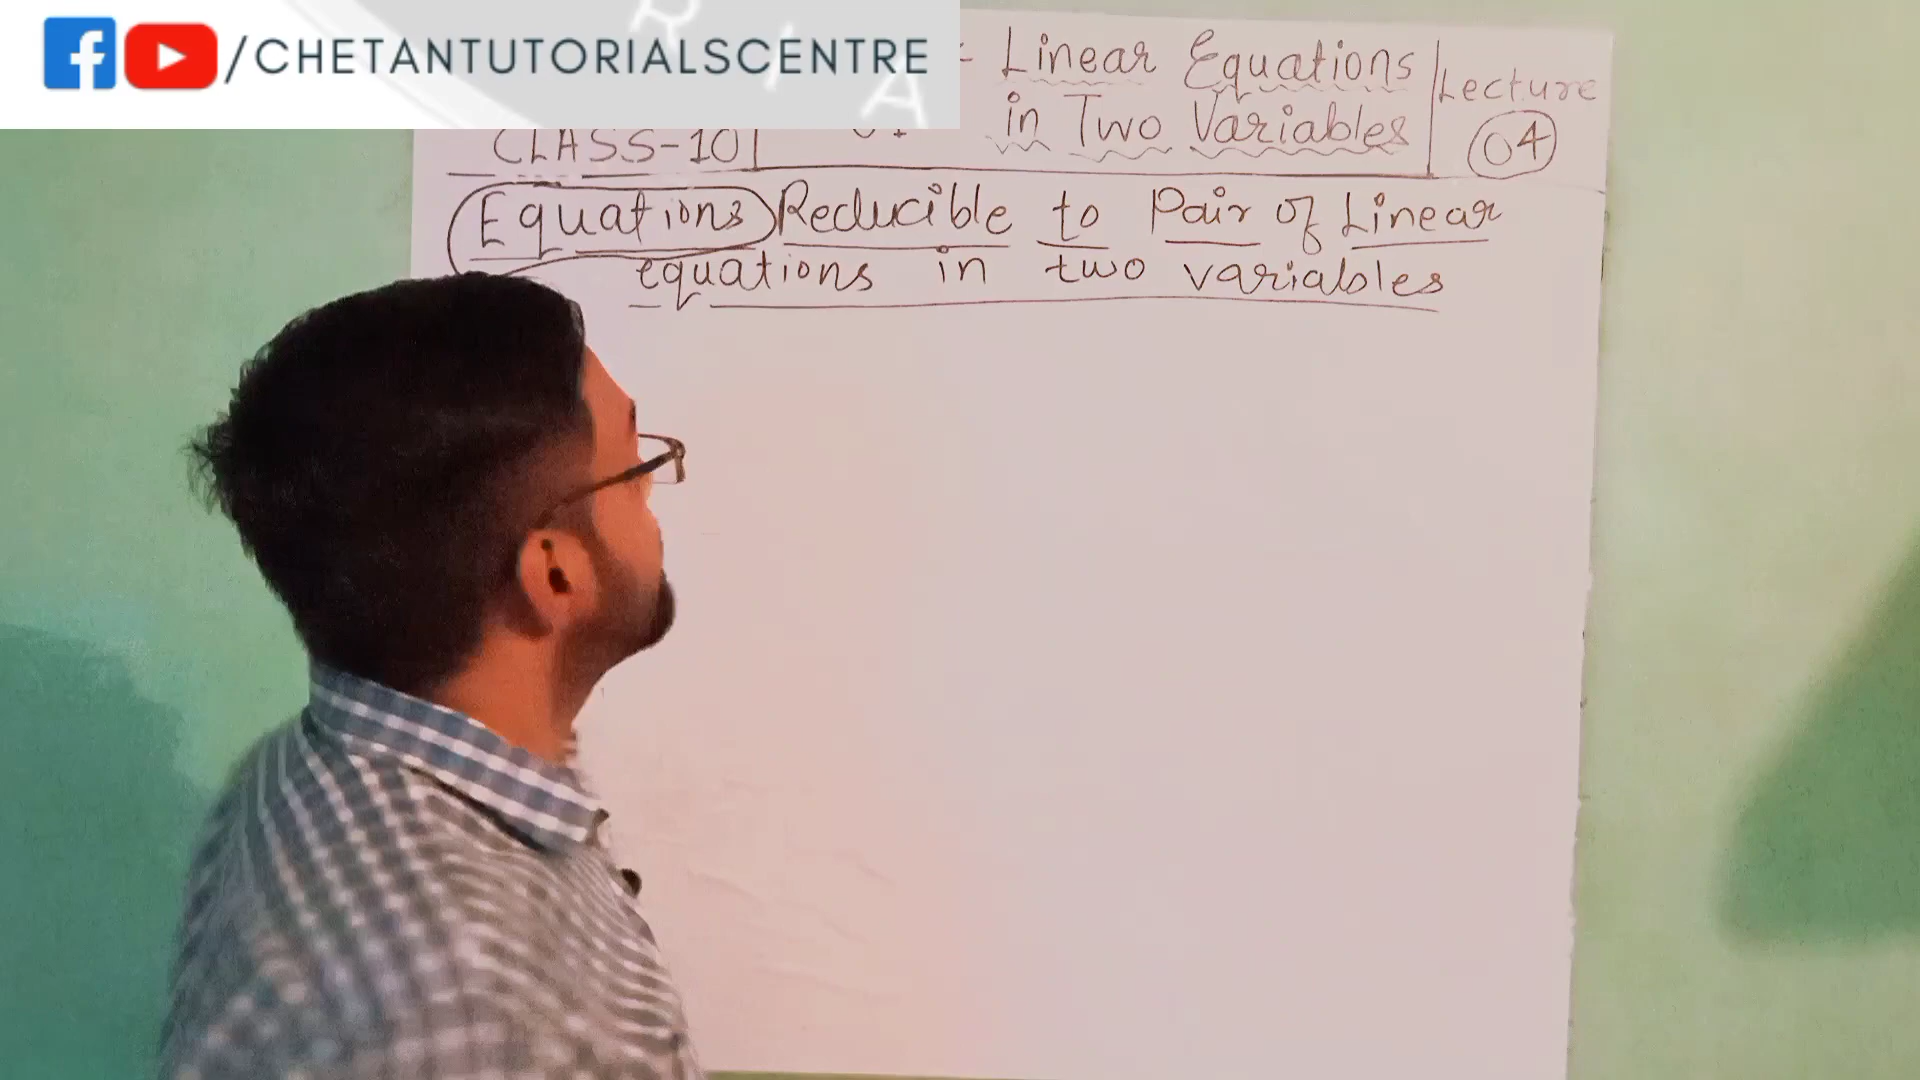 /CHETANTUTORIALSCENTRE
R I A
- Linear Equations
in Two Variables
Lecture
04
CLASS-10
Equations Reducible to Pair of Linear
equations in two variables